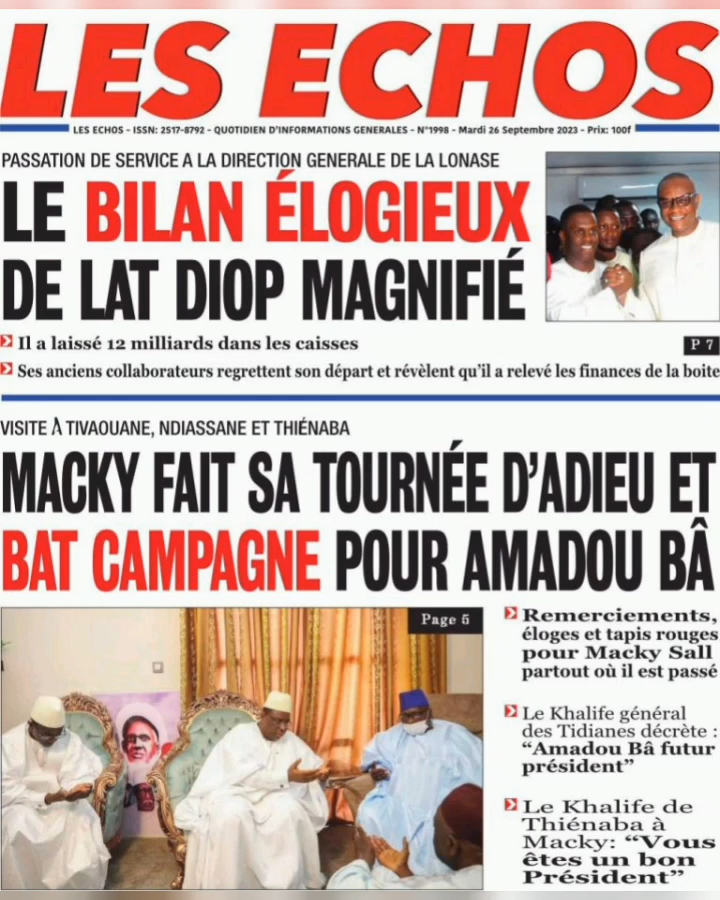 LES ECHOS
LES ECHOS - ISSN: 2517-8792 - QUOTIDIEN D'INFORMATIONS GENERALES - N°1998 - Mardi 26 Septembre 2023 - Prix: 100f
PASSATION DE SERVICE A LA DIRECTION GENERALE DE LA LONASE
LE BILAN ÉLOGIEUX
DE LAT DIOP MAGNIFIÉ
Il a laissé 12 milliards dans les caisses
P 7
Ses anciens collaborateurs regrettent son départ et révèlent qu'il a relevé les finances de la boite
VISITE À TIVAOUANE, NDIASSANE ET THIÉNABA
MACKY FAIT SA TOURNÉE D'ADIEU ET
BAT CAMPAGNE POUR AMADOU BÂ
Page 5
Remerciements,
éloges et tapis rouges
pour Macky Sall
partout où il est passé
Le Khalife général
des Tidianes décrète :
“Amadou Bâ futur
président”
Le Khalife de
Thiénaba à
Macky: “Vous
êtes un bon
Président”